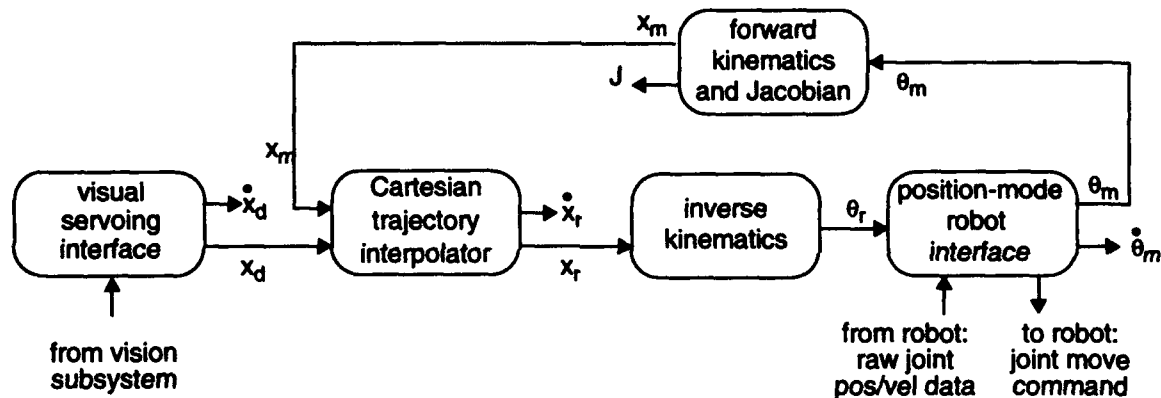 xm
forward
kinematics
and Jacobian
J
θm
xm
visual
servoing
interface
ẋd
xd
Cartesian
trajectory
interpolator
ẋr
xr
inverse
kinematics
θr
position-mode
robot
interface
θm
θ̇m
from vision
subsystem
from robot:
raw joint
pos/vel data
to robot:
joint move
command